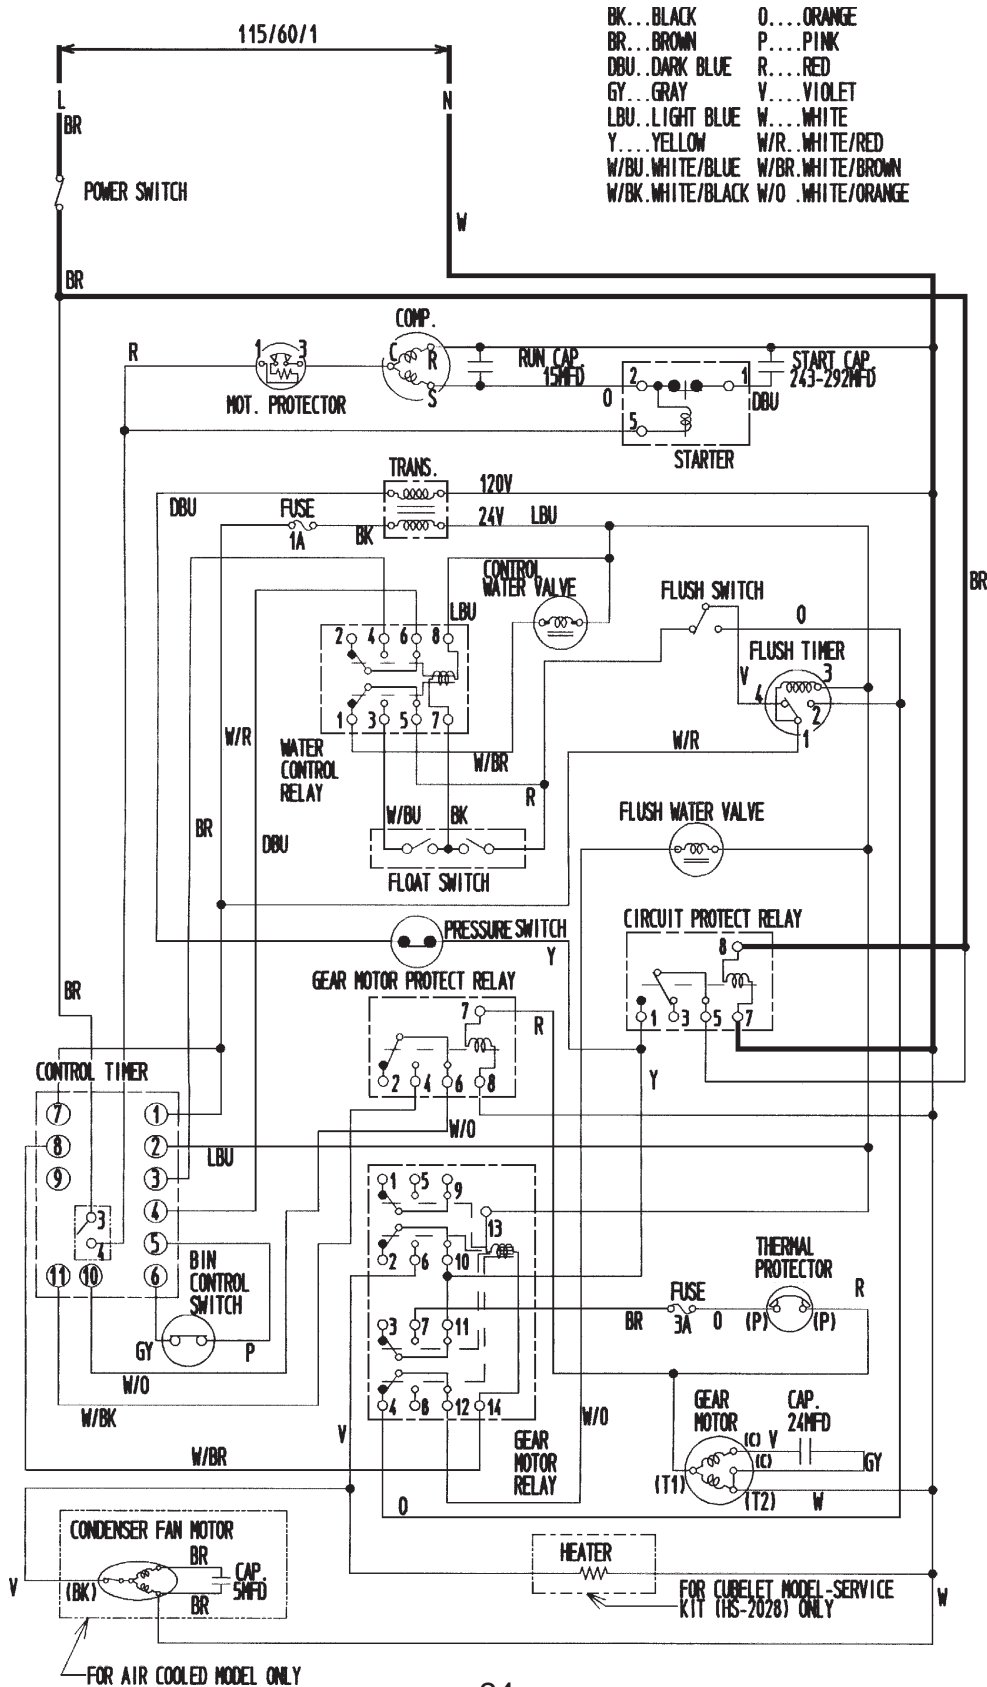 115/60/1
BK...BLACK O....ORANGE
BR...BROWN P....PINK
DBU..DARK BLUE R....RED
GY...GRAY V....VIOLET
LBU..LIGHT BLUE W....WHITE
Y....YELLOW W/R..WHITE/RED
W/BU.WHITE/BLUE W/BR.WHITE/BROWN
W/BK.WHITE/BLACK W/O .WHITE/ORANGE
L N
BR
POWER SWITCH
W
BR
COMP.
R
1 3
C R
S
MOT. PROTECTOR
RUN CAP.
15MFD
START CAP.
243-292MFD
2 1
O
DBU
5
STARTER
TRANS.
120V
DBU
FUSE
1A
BK
24V
LBU
CONTROL
WATER VALVE
FLUSH SWITCH
BR
LBU
O
2 4 6 8
FLUSH TIMER
V
4 3
2
1
1 3 5 7
W/R
WATER
CONTROL
RELAY
W/BR
W/R
R
W/BU BK
BR
DBU
FLOAT SWITCH
FLUSH WATER VALVE
CIRCUIT PROTECT RELAY
PRESSURE SWITCH
Y
8
1 3 5 7
GEAR MOTOR PROTECT RELAY
BR
7
R
2 4 6 8
Y
CONTROL TIMER
7 1
8 2
9 3
4
3
4
5
11 10 6
W/O
LBU
1 5 9
13
2 6 10
BIN
CONTROL
SWITCH
GY P
3 7 11
4 8 12 14
THERMAL
PROTECTOR
FUSE
3A
BR O (P) (P)
R
W/O
W/BK
V
W/BR
W/O
GEAR
MOTOR
RELAY
GEAR
MOTOR
CAP.
24MFD
(C) V
(C)
GY
(T1)
(T2) W
O
CONDENSER FAN MOTOR
BR
CAP.
5MFD
V
(BK)
BR
HEATER
FOR CUBELET MODEL-SERVICE
KIT (HS-2028) ONLY
W
FOR AIR COOLED MODEL ONLY